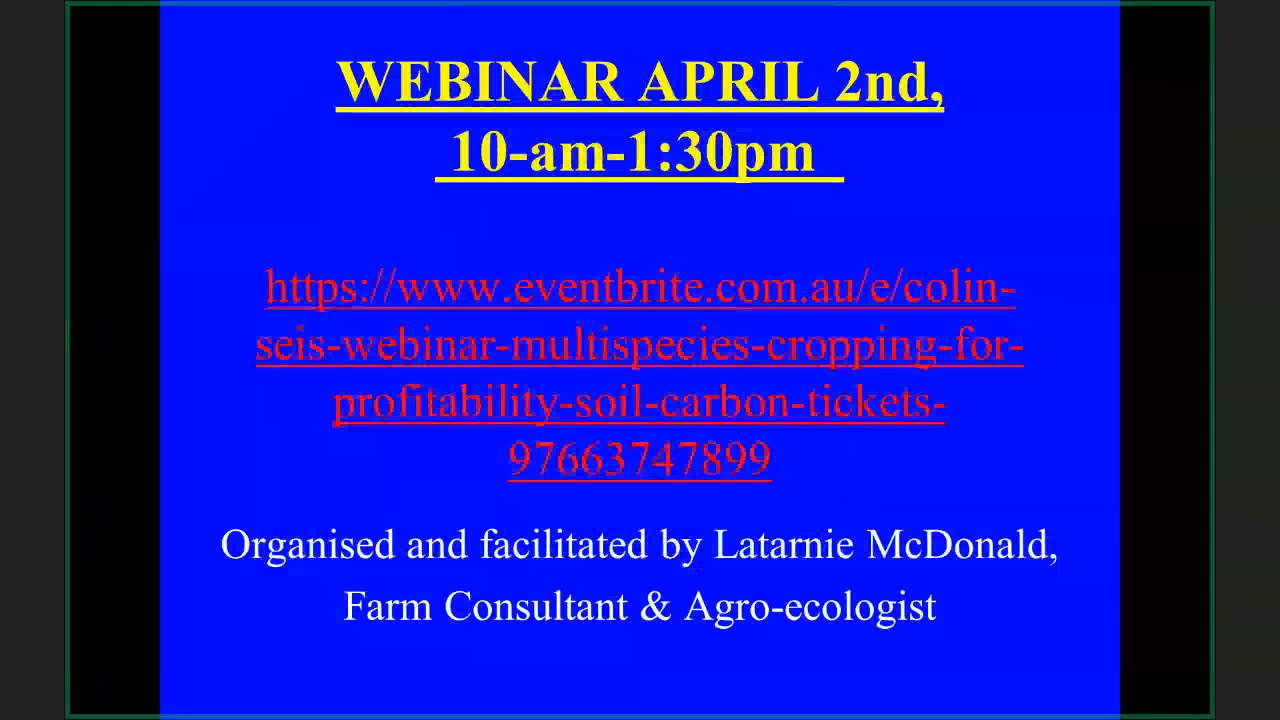 WEBINAR APRIL 2nd,
10-am-1:30pm
https://www.eventbrite.com.au/e/colin-
seis-webinar-multispecies-cropping-for-
profitability-soil-carbon-tickets-
97663747899
Organised and facilitated by Latarnie McDonald,
Farm Consultant & Agro-ecologist